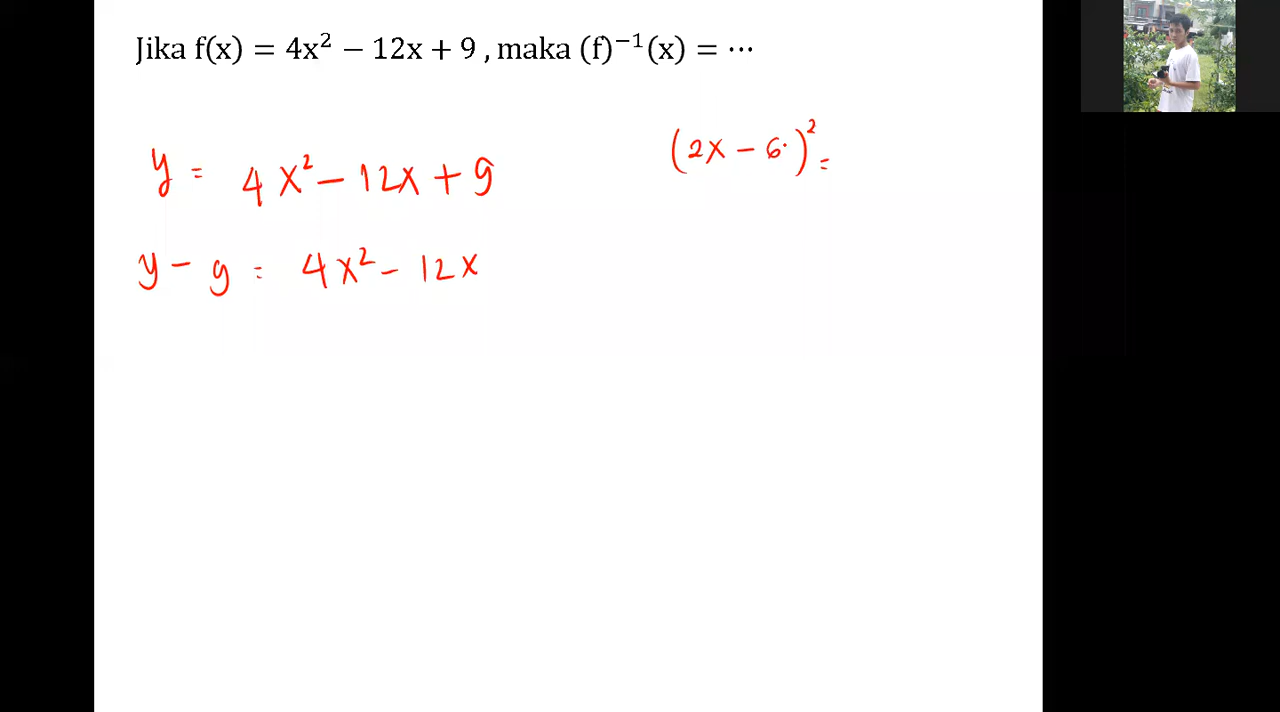 Jika f(x) = 4x² − 12x + 9 , maka (f)⁻¹(x) = ⋯
(2x − 6)² =
y = 4x² − 12x + 9
y − 9 = 4x² − 12x